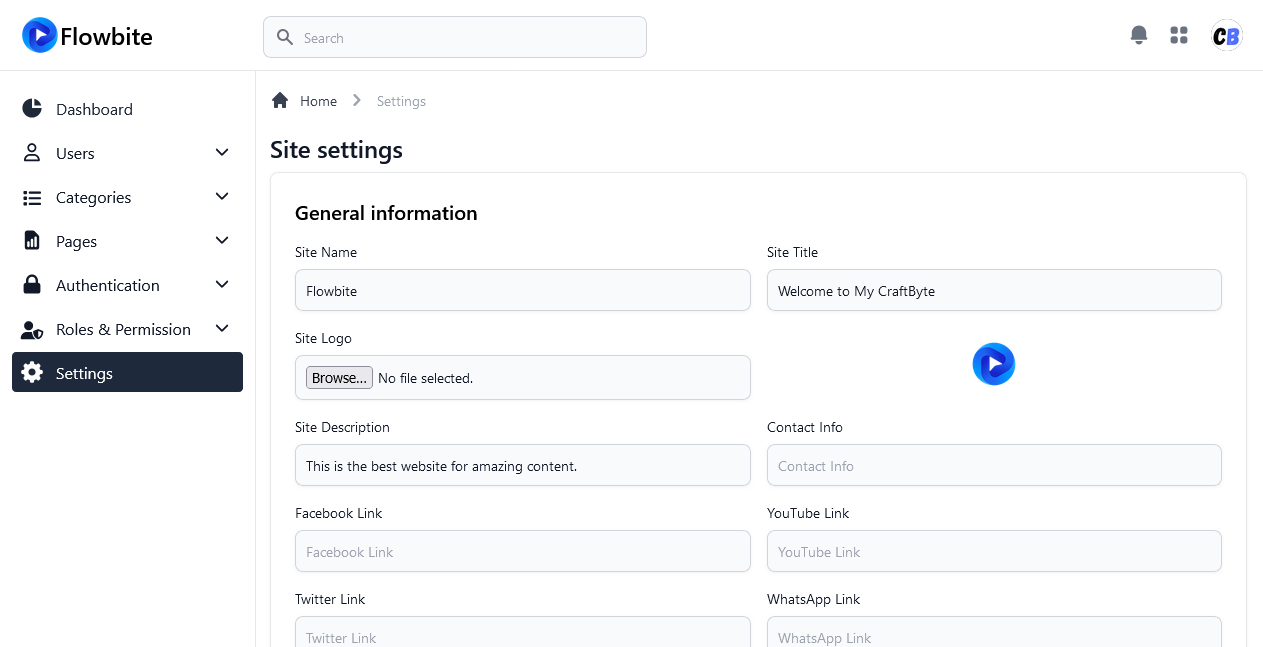 Flowbite
Search
CB
Dashboard
Users
Categories
Pages
Authentication
Roles & Permission
Settings
Home
Settings
Site settings
General information
Site Name
Site Title
Flowbite
Welcome to My CraftByte
Site Logo
Browse... No file selected.
Site Description
Contact Info
This is the best website for amazing content.
Contact Info
Facebook Link
YouTube Link
Facebook Link
YouTube Link
Twitter Link
WhatsApp Link
Twitter Link
WhatsApp Link